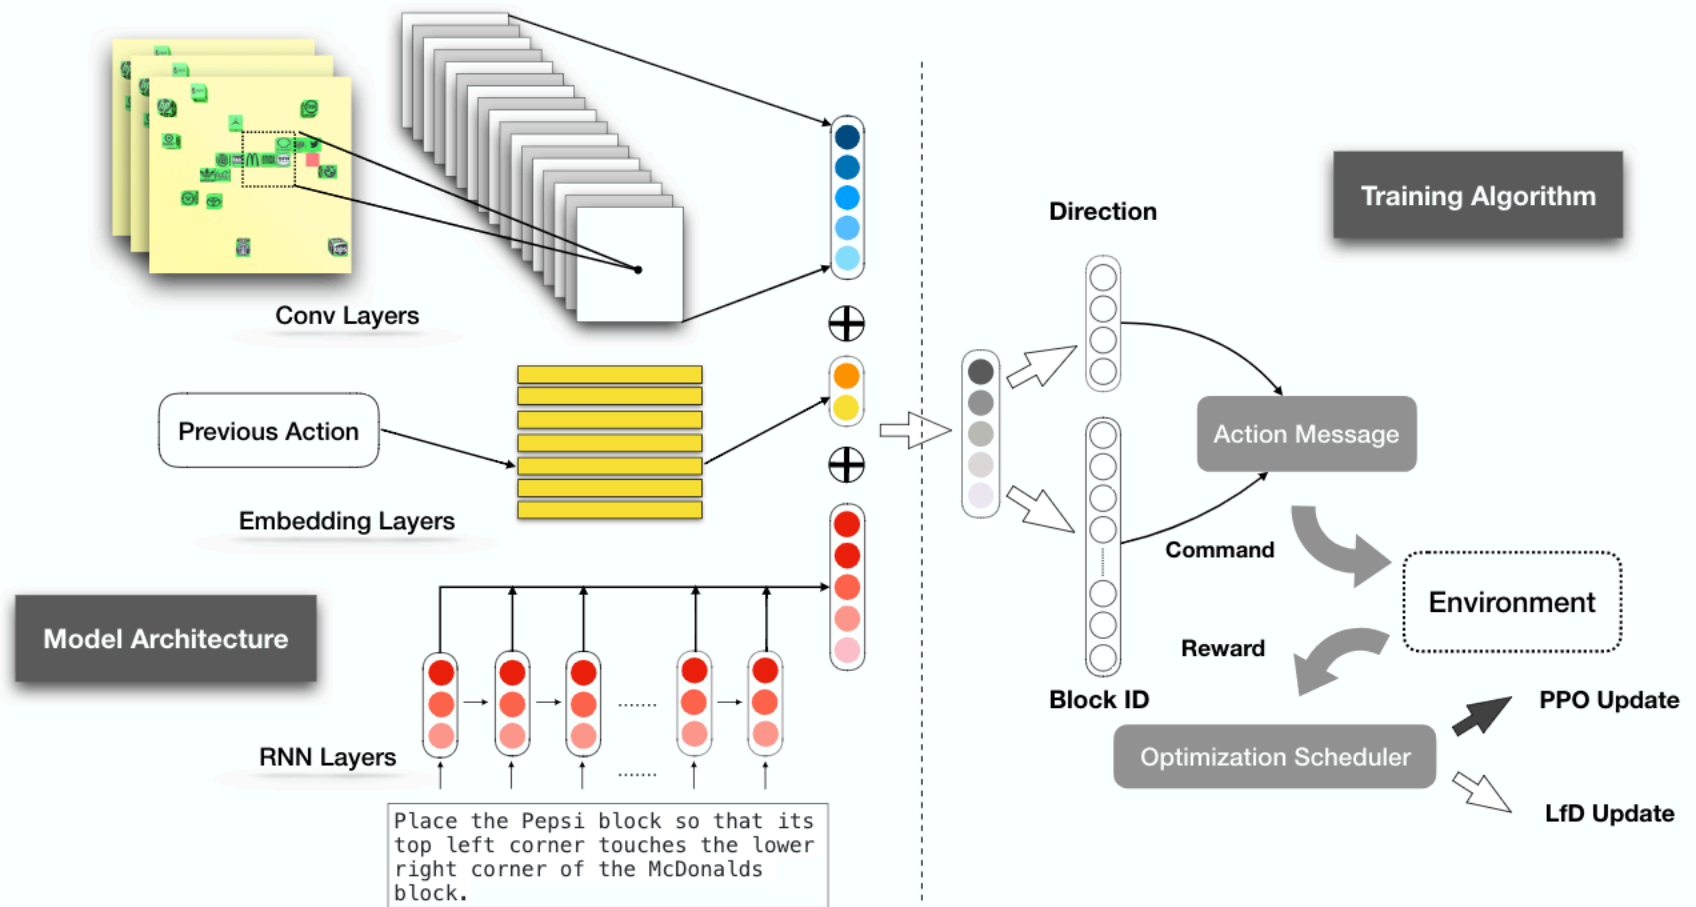 Conv Layers
Previous Action
Embedding Layers
Model Architecture
RNN Layers
Place the Pepsi block so that its
top left corner touches the lower
right corner of the McDonalds
block.
Training Algorithm
Direction
Action Message
Command
Environment
Reward
Block ID
PPO Update
Optimization Scheduler
LfD Update